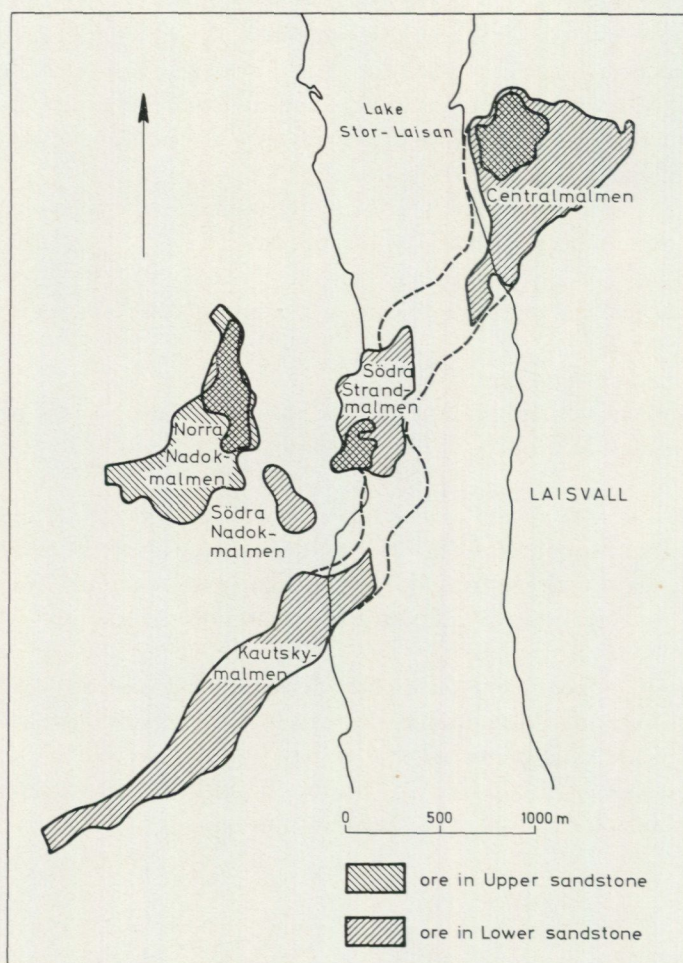 Lake
Stor-Laisan
Centralmalmen
Södra
Strand-
malmen
Norra
Nadok-
malmen
LAISVALL
Södra
Nadok-
malmen
Kautsky-
malmen
0 500 1000 m
ore in Upper sandstone
ore in Lower sandstone